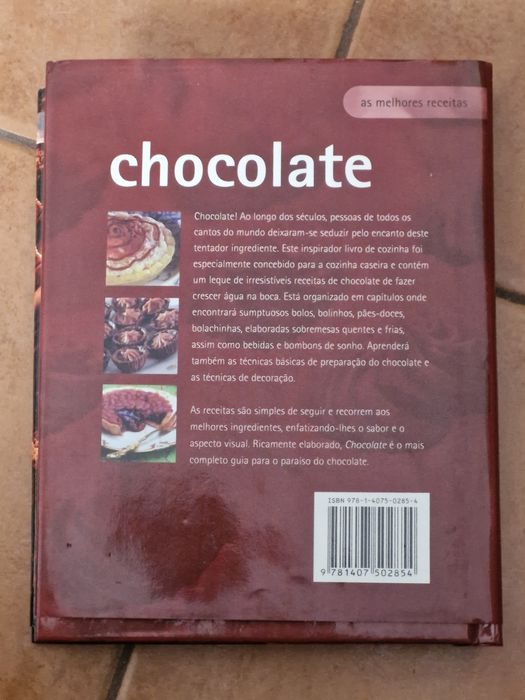 as melhores receitas
chocolate
Chocolate! Ao longo dos séculos, pessoas de todos os
cantos do mundo deixaram-se seduzir pelo encanto deste
tentador ingrediente. Este inspirador livro de cozinha foi
especialmente concebido para a cozinha caseira e contém
um leque de irresistíveis receitas de chocolate de fazer
crescer água na boca. Está organizado em capítulos onde
encontrará sumptuosos bolos, bolinhos, pães-doces,
bolachinhas, elaboradas sobremesas quentes e frias,
assim como bebidas e bombons de sonho. Aprenderá
também as técnicas básicas de preparação do chocolate e
as técnicas de decoração.
As receitas são simples de seguir e recorrem aos
melhores ingredientes, enfatizando-lhes o sabor e o
aspecto visual. Ricamente elaborado, Chocolate é o mais
completo guia para o paraíso do chocolate.
ISBN 978-1-4075-0285-4
9 781407 502854